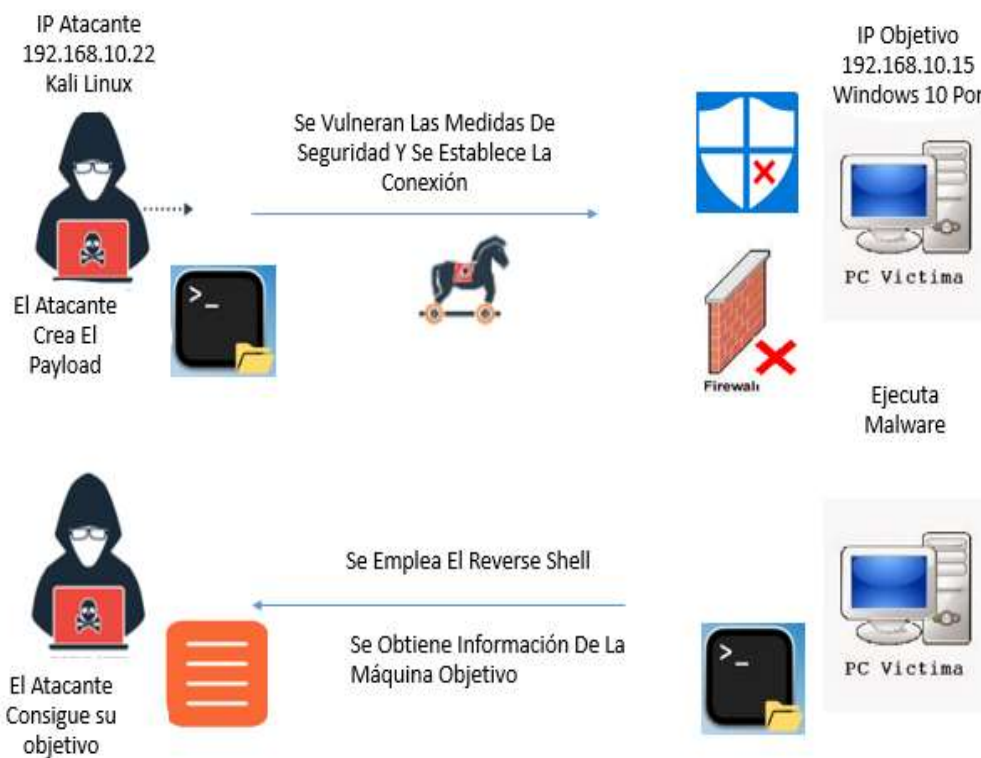 IP Atacante
192.168.10.22
Kali Linux
IP Objetivo
192.168.10.15
Windows 10 Por
Se Vulneran Las Medidas De
Seguridad Y Se Establece La
Conexión
PC Victima
El Atacante
Crea El
Payload
>_
Firewall
Ejecuta
Malware
Se Emplea El Reverse Shell
Se Obtiene Información De La
Máquina Objetivo
>_
PC Victima
El Atacante
Consigue su
objetivo